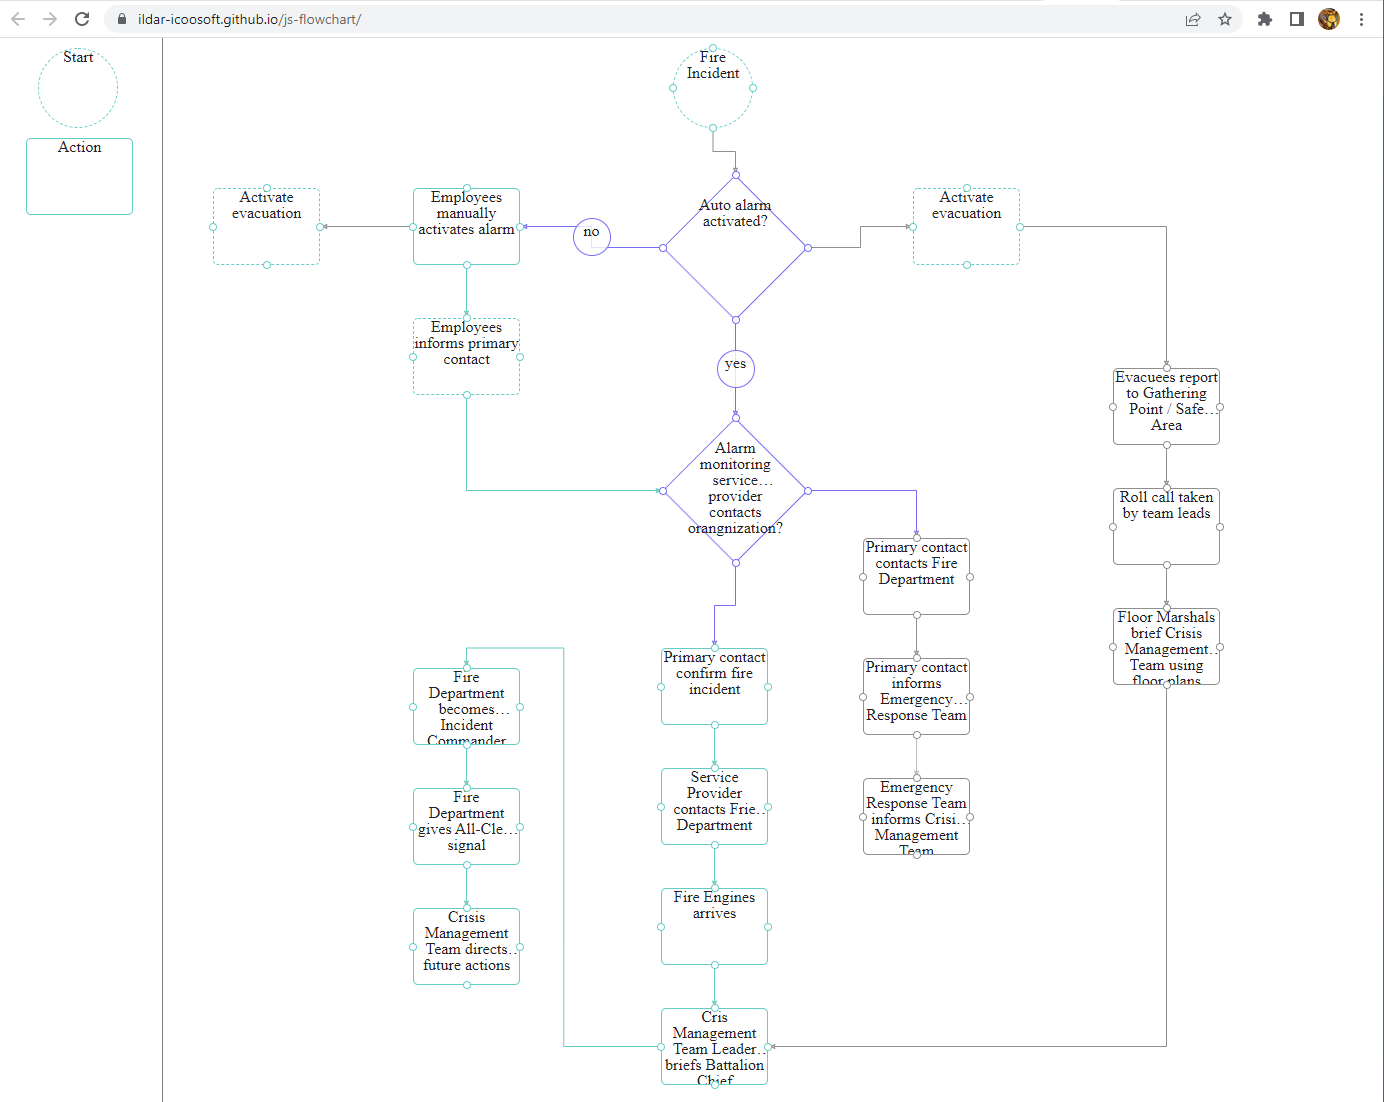 ildar-icoosoft.github.io/js-flowchart/
Start
Action
Fire
Incident
Activate
evacuation
Employees
manually
activates alarm
no
Auto alarm
activated?
Activate
evacuation
Employees
informs primary
contact
yes
Evacuees report
to Gathering
Point / Safe...
Area
Alarm
monitoring
service...
provider
contacts
orangnization?
Roll call taken
by team leads
Primary contact
contacts Fire
Department
Floor Marshals
brief Crisis
Management..
Team using
floor plans
Primary contact
confirm fire
incident
Primary contact
informs
Emergency...
Response Team
Fire
Department
becomes...
Incident
Commander
Service
Provider
contacts Frie..
Department
Emergency
Response Team
informs Crisi..
Management
Team
Fire
Department
gives All-Cle...
signal
Fire Engines
arrives
Crisis
Management
Team directs..
future actions
Cris
Management
Team Leader..
briefs Battalion
Chief